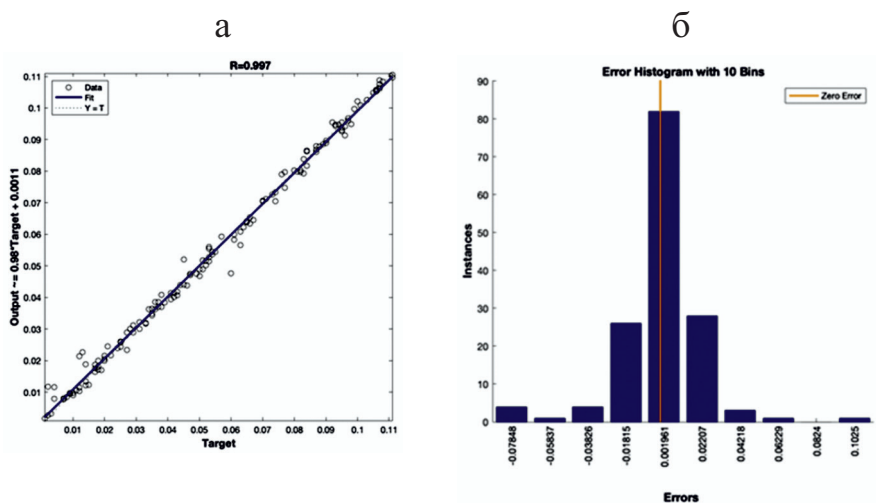 а
R=0.997
0.11
0.1
0.09
0.08
0.07
0.06
0.05
0.04
0.03
0.02
0.01
Data
Fit
Y = T
Output ~= 0.98*Target + 0.0011
0.01 0.02 0.03 0.04 0.05 0.06 0.07 0.08 0.09 0.1 0.11
Target
б
Error Histogram with 10 Bins
90
80
70
60
50
40
30
20
10
0
Zero Error
Instances
-0.07848 -0.05837 -0.03826 -0.01815 0.001961 0.02207 0.04218 0.06229 0.0824 0.1025
Errors